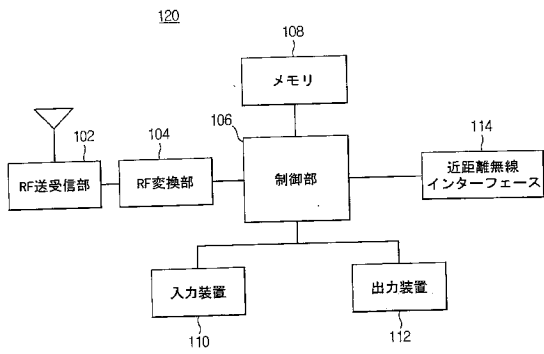 120
108
メモリ
106
102
104
114
RF送受信部
RF変換部
制御部
近距離無線
インターフェース
入力装置
出力装置
110
112